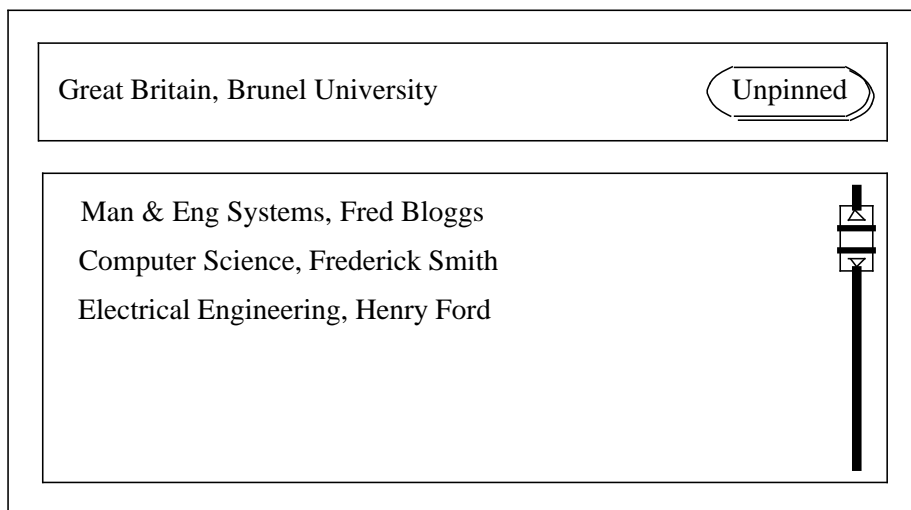 Great Britain, Brunel University
Unpinned
Man & Eng Systems, Fred Bloggs
Computer Science, Frederick Smith
Electrical Engineering, Henry Ford